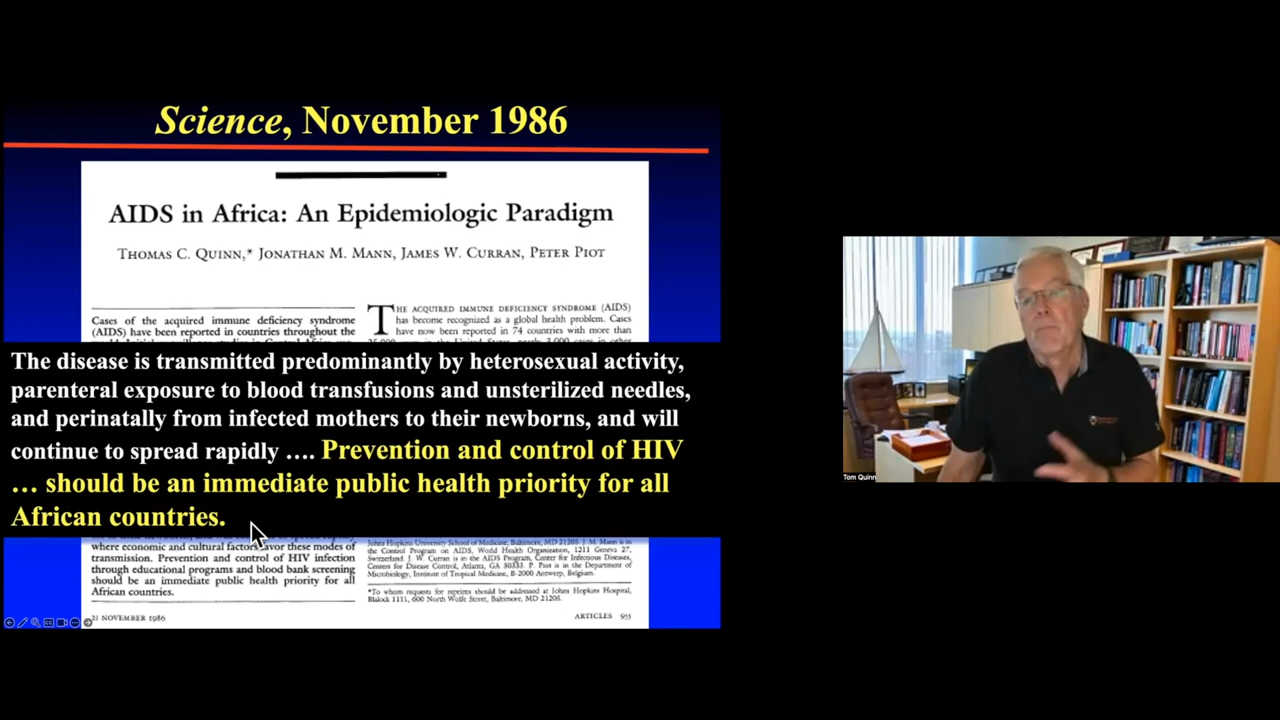 Science, November 1986
AIDS in Africa: An Epidemiologic Paradigm
THOMAS C. QUINN,* JONATHAN M. MANN, JAMES W. CURRAN, PETER PIOT
Cases of the acquired immune deficiency syndrome
(AIDS) have been reported in countries throughout the
THE ACQUIRED IMMUNE DEFICIENCY SYNDROME (AIDS)
has become recognized as a global health problem. Cases
have now been reported in 74 countries with more than
The disease is transmitted predominantly by heterosexual activity,
parenteral exposure to blood transfusions and unsterilized needles,
and perinatally from infected mothers to their newborns, and will
continue to spread rapidly .... Prevention and control of HIV
... should be an immediate public health priority for all
African countries.
where economic and cultural factors favor these modes of
transmission. Prevention and control of HIV infection
through educational programs and blood bank screening
should be an immediate public health priority for all
African countries.
Johns Hopkins University School of Medicine, Baltimore, MD 21205. J. M. Mann is in
the Control Program on AIDS, World Health Organization, 1211 Geneva 27,
Switzerland. J. W. Curran is in the AIDS Program, Center for Infectious Diseases,
Centers for Disease Control, Atlanta, GA 30333. P. Piot is in the Department of
Microbiology, Institute of Tropical Medicine, B-2000 Antwerp, Belgium.
*To whom requests for reprints should be addressed at Johns Hopkins Hospital,
Blalock 1111, 600 North Wolfe Street, Baltimore, MD 21205.
21 NOVEMBER 1986
ARTICLES 955
Tom Quinn